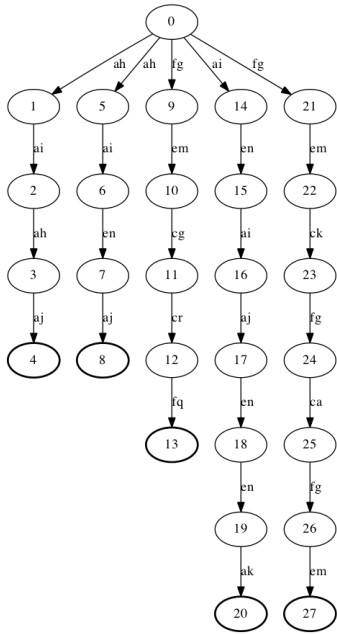 0
ah ah fg ai fg
1 5 9 14 21
ai ai em en em
2 6 10 15 22
ah en cg ai ck
3 7 11 16 23
aj aj cr aj fg
4 8 12 17 24
fq en ca
13 18 25
en fg
19 26
ak em
20 27